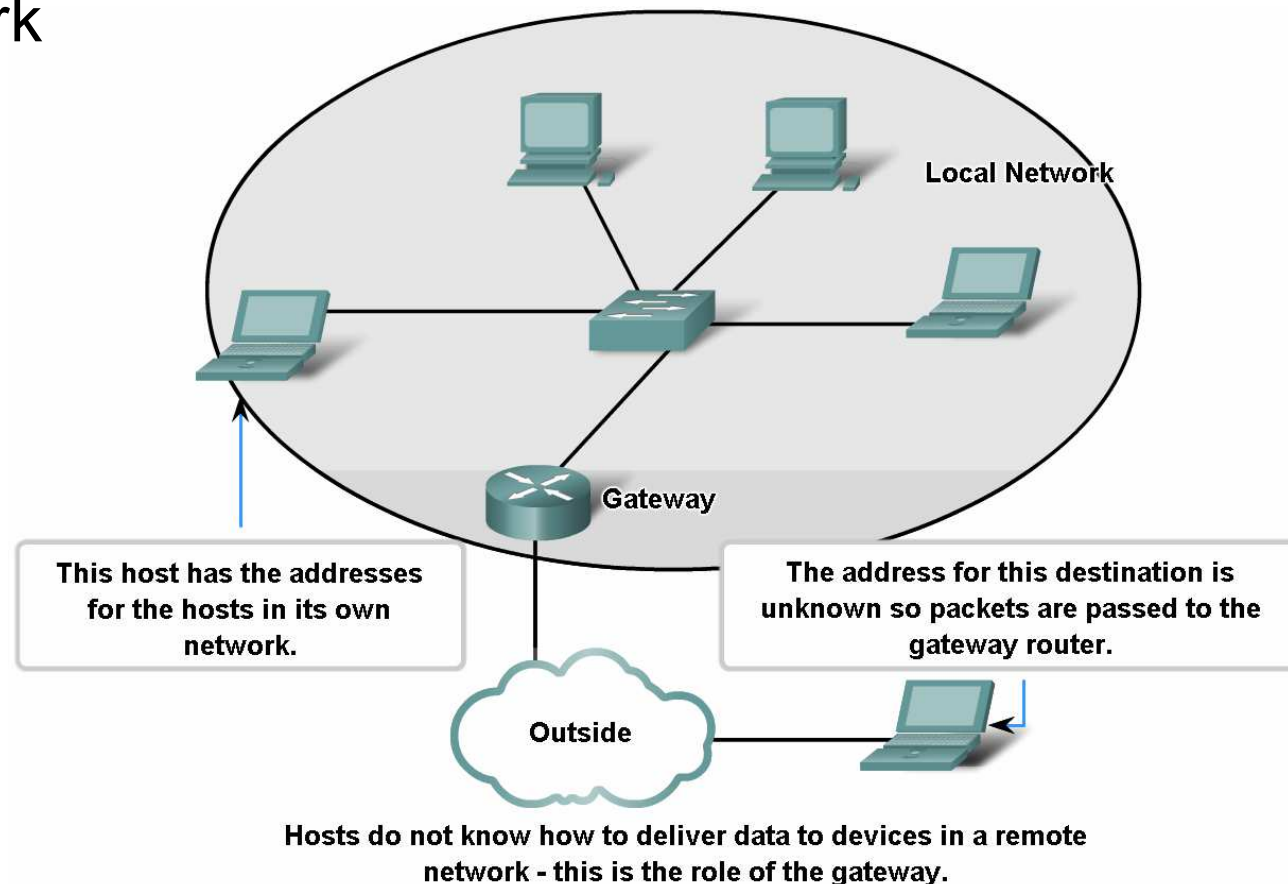 rk
Local Network
Gateway
This host has the addresses
for the hosts in its own
network.
The address for this destination is
unknown so packets are passed to the
gateway router.
Outside
Hosts do not know how to deliver data to devices in a remote
network - this is the role of the gateway.